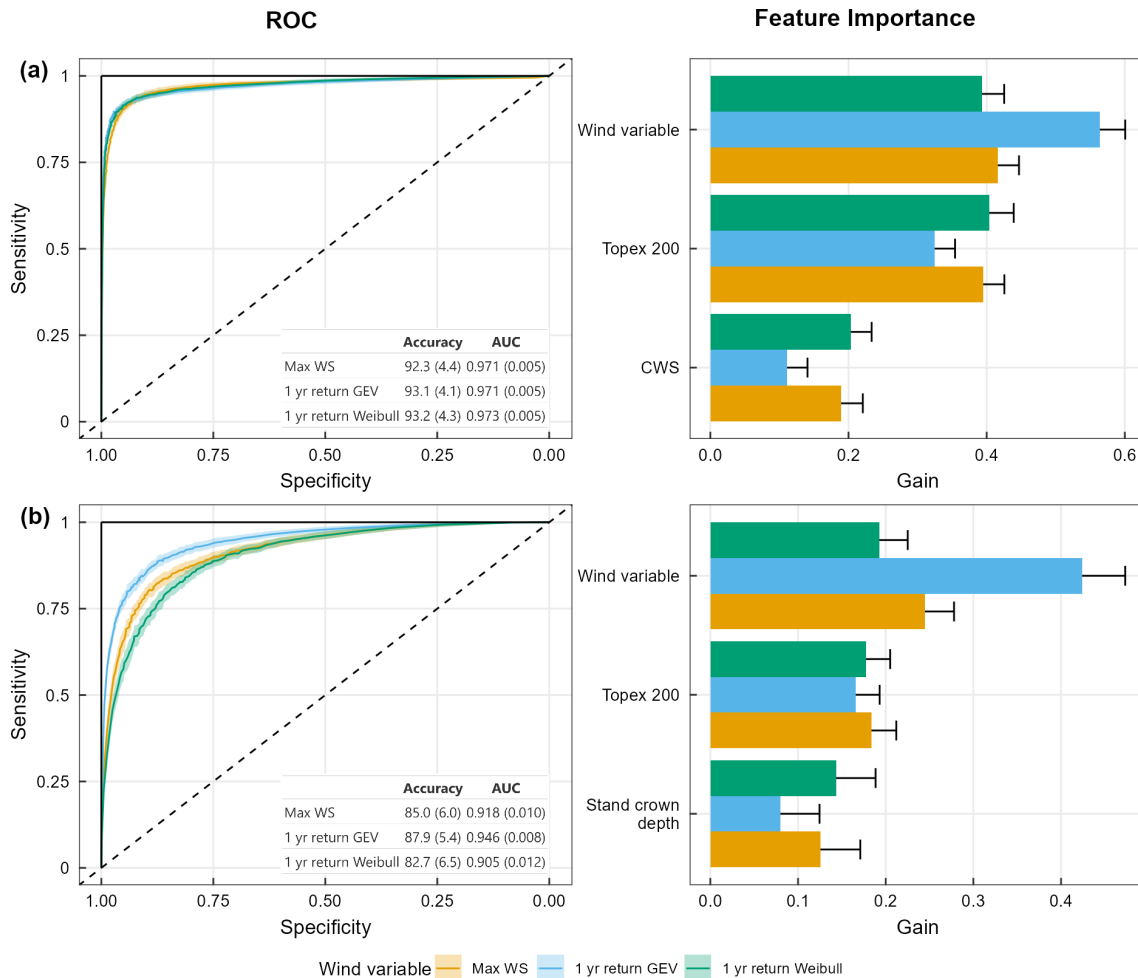 ROC
Feature Importance
(a)
1
0.75
0.5
0.25
0
Sensitivity
Accuracy AUC
Max WS 92.3 (4.4) 0.971 (0.005)
1 yr return GEV 93.1 (4.1) 0.971 (0.005)
1 yr return Weibull 93.2 (4.3) 0.973 (0.005)
1.00 0.75 0.50 0.25 0.00
Specificity
Wind variable
Topex 200
CWS
0.0 0.2 0.4 0.6
Gain
(b)
1
0.75
0.5
0.25
0
Sensitivity
Accuracy AUC
Max WS 85.0 (6.0) 0.918 (0.010)
1 yr return GEV 87.9 (5.4) 0.946 (0.008)
1 yr return Weibull 82.7 (6.5) 0.905 (0.012)
1.00 0.75 0.50 0.25 0.00
Specificity
Wind variable
Topex 200
Stand crown
depth
0.0 0.1 0.2 0.3 0.4
Gain
Wind variable Max WS 1 yr return GEV 1 yr return Weibull